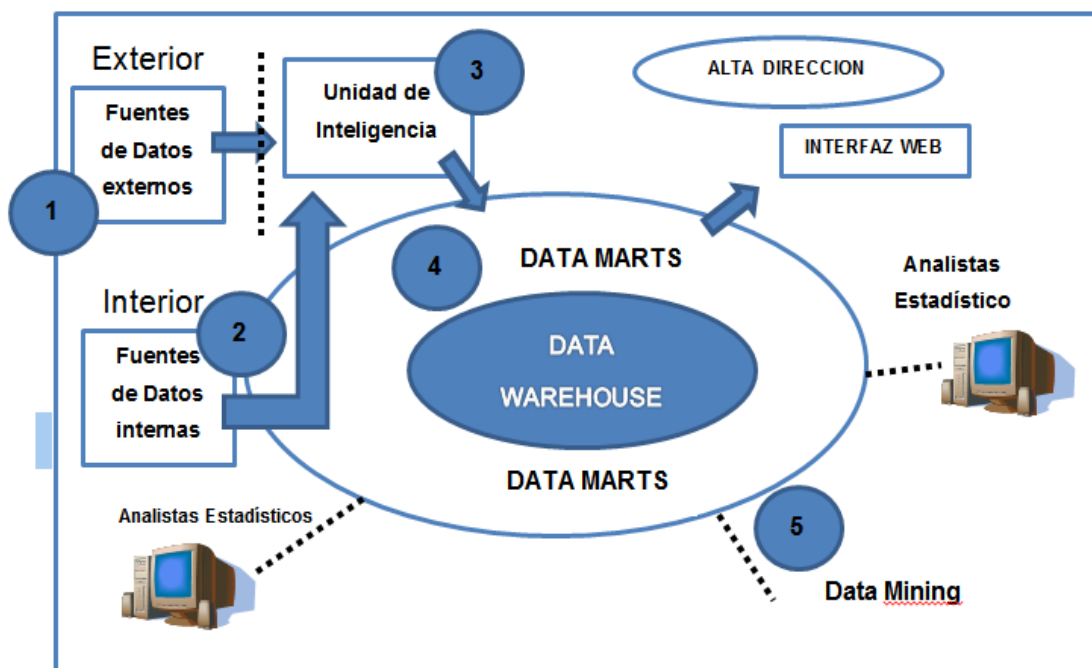 Exterior
Fuentes
de Datos
externos
1
Unidad de
Inteligencia
3
ALTA DIRECCION
INTERFAZ WEB
Interior
2
Fuentes
de Datos
internas
4
DATA MARTS
DATA
WAREHOUSE
DATA MARTS
Analistas
Estadístico
Analistas Estadísticos
5
Data Mining